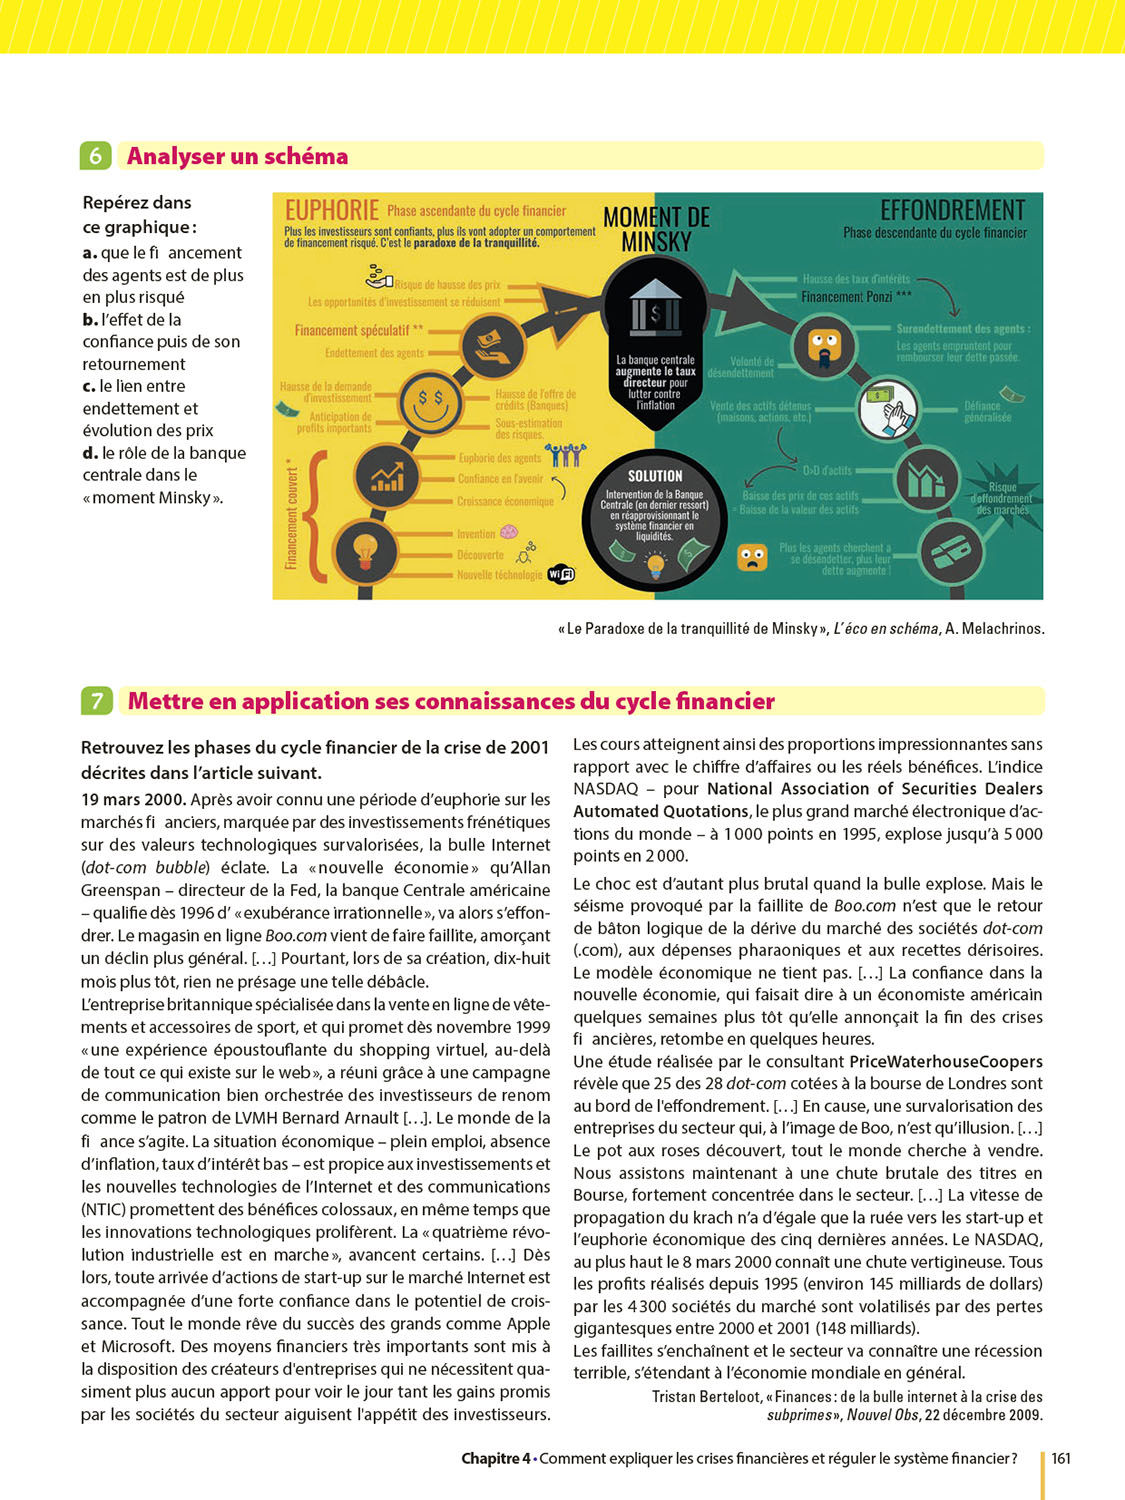 6 Analyser un schéma
Repérez dans
ce graphique :
a. que le fi ancement
des agents est de plus
en plus risqué
b. l'effet de la
confiance puis de son
retournement
c. le lien entre
endettement et
évolution des prix
d. le rôle de la banque
centrale dans le
« moment Minsky ».
EUPHORIE Phase ascendante du cycle financier
Plus les investisseurs sont confiants, plus ils vont adopter un comportement
de financement risqué. C'est le paradoxe de la tranquillité.
Risque de hausse des prix
Les opportunités d'investissement se réduisent
Financement spéculatif **
Endettement des agents
Hausse de la demande
d'investissement
Anticipation de
profits importants
Hausse de l'offre de
crédits (Banques)
Sous-estimation
des risques.
$ $
Financement couvert *
Euphorie des agents
Confiance en l'avenir
Croissance économique
Invention
Découverte
Nouvelle téchnologie
WiFi
MOMENT DE
MINSKY
$
La banque centrale
augmente le taux
directeur pour
lutter contre
l'inflation
SOLUTION
Intervention de la Banque
Centrale (en dernier ressort)
en réapprovisionnant le
système financier en
liquidités.
EFFONDREMENT
Phase descendante du cycle financier
Hausse des taux d'intérêts
Financement Ponzi ***
Surendettement des agents :
Les agents empruntent pour
rembourser leur dette passée.
Volonté de
désendettement
Vente des actifs détenus
(maisons, actions, etc.)
Défiance
généralisée
O>D d'actifs
Baisse des prix de ces actifs
= Baisse de la valeur des actifs
Risque
d'effondrement
des marchés
Plus les agents cherchent a
se désendetter, plus leur
dette augmente !
« Le Paradoxe de la tranquillité de Minsky », L'éco en schéma, A. Melachrinos.
7 Mettre en application ses connaissances du cycle financier
Retrouvez les phases du cycle financier de la crise de 2001
décrites dans l'article suivant.
19 mars 2000. Après avoir connu une période d'euphorie sur les
marchés fi anciers, marquée par des investissements frénétiques
sur des valeurs technologiques survalorisées, la bulle Internet
(dot-com bubble) éclate. La « nouvelle économie » qu'Allan
Greenspan – directeur de la Fed, la banque Centrale américaine
– qualifie dès 1996 d' « exubérance irrationnelle », va alors s'effon-
drer. Le magasin en ligne Boo.com vient de faire faillite, amorçant
un déclin plus général. […] Pourtant, lors de sa création, dix-huit
mois plus tôt, rien ne présage une telle débâcle.
L'entreprise britannique spécialisée dans la vente en ligne de vête-
ments et accessoires de sport, et qui promet dès novembre 1999
« une expérience époustouflante du shopping virtuel, au-delà
de tout ce qui existe sur le web », a réuni grâce à une campagne
de communication bien orchestrée des investisseurs de renom
comme le patron de LVMH Bernard Arnault […]. Le monde de la
fi ance s'agite. La situation économique – plein emploi, absence
d'inflation, taux d'intérêt bas – est propice aux investissements et
les nouvelles technologies de l'Internet et des communications
(NTIC) promettent des bénéfices colossaux, en même temps que
les innovations technologiques prolifèrent. La « quatrième révo-
lution industrielle est en marche », avancent certains. […] Dès
lors, toute arrivée d'actions de start-up sur le marché Internet est
accompagnée d'une forte confiance dans le potentiel de crois-
sance. Tout le monde rêve du succès des grands comme Apple
et Microsoft. Des moyens financiers très importants sont mis à
la disposition des créateurs d'entreprises qui ne nécessitent qua-
siment plus aucun apport pour voir le jour tant les gains promis
par les sociétés du secteur aiguisent l'appétit des investisseurs.
Les cours atteignent ainsi des proportions impressionnantes sans
rapport avec le chiffre d'affaires ou les réels bénéfices. L'indice
NASDAQ – pour National Association of Securities Dealers
Automated Quotations, le plus grand marché électronique d'ac-
tions du monde – à 1 000 points en 1995, explose jusqu'à 5 000
points en 2 000.
Le choc est d'autant plus brutal quand la bulle explose. Mais le
séisme provoqué par la faillite de Boo.com n'est que le retour
de bâton logique de la dérive du marché des sociétés dot-com
(.com), aux dépenses pharaoniques et aux recettes dérisoires.
Le modèle économique ne tient pas. […] La confiance dans la
nouvelle économie, qui faisait dire à un économiste américain
quelques semaines plus tôt qu'elle annonçait la fin des crises
fi ancières, retombe en quelques heures.
Une étude réalisée par le consultant PriceWaterhouseCoopers
révèle que 25 des 28 dot-com cotées à la bourse de Londres sont
au bord de l'effondrement. […] En cause, une survalorisation des
entreprises du secteur qui, à l'image de Boo, n'est qu'illusion. […]
Le pot aux roses découvert, tout le monde cherche à vendre.
Nous assistons maintenant à une chute brutale des titres en
Bourse, fortement concentrée dans le secteur. […] La vitesse de
propagation du krach n'a d'égale que la ruée vers les start-up et
l'euphorie économique des cinq dernières années. Le NASDAQ,
au plus haut le 8 mars 2000 connaît une chute vertigineuse. Tous
les profits réalisés depuis 1995 (environ 145 milliards de dollars)
par les 4 300 sociétés du marché sont volatilisés par des pertes
gigantesques entre 2000 et 2001 (148 milliards).
Les faillites s'enchaînent et le secteur va connaître une récession
terrible, s'étendant à l'économie mondiale en général.
Tristan Berteloot, « Finances : de la bulle internet à la crise des
subprimes », Nouvel Obs, 22 décembre 2009.
Chapitre 4 • Comment expliquer les crises financières et réguler le système financier ? 161